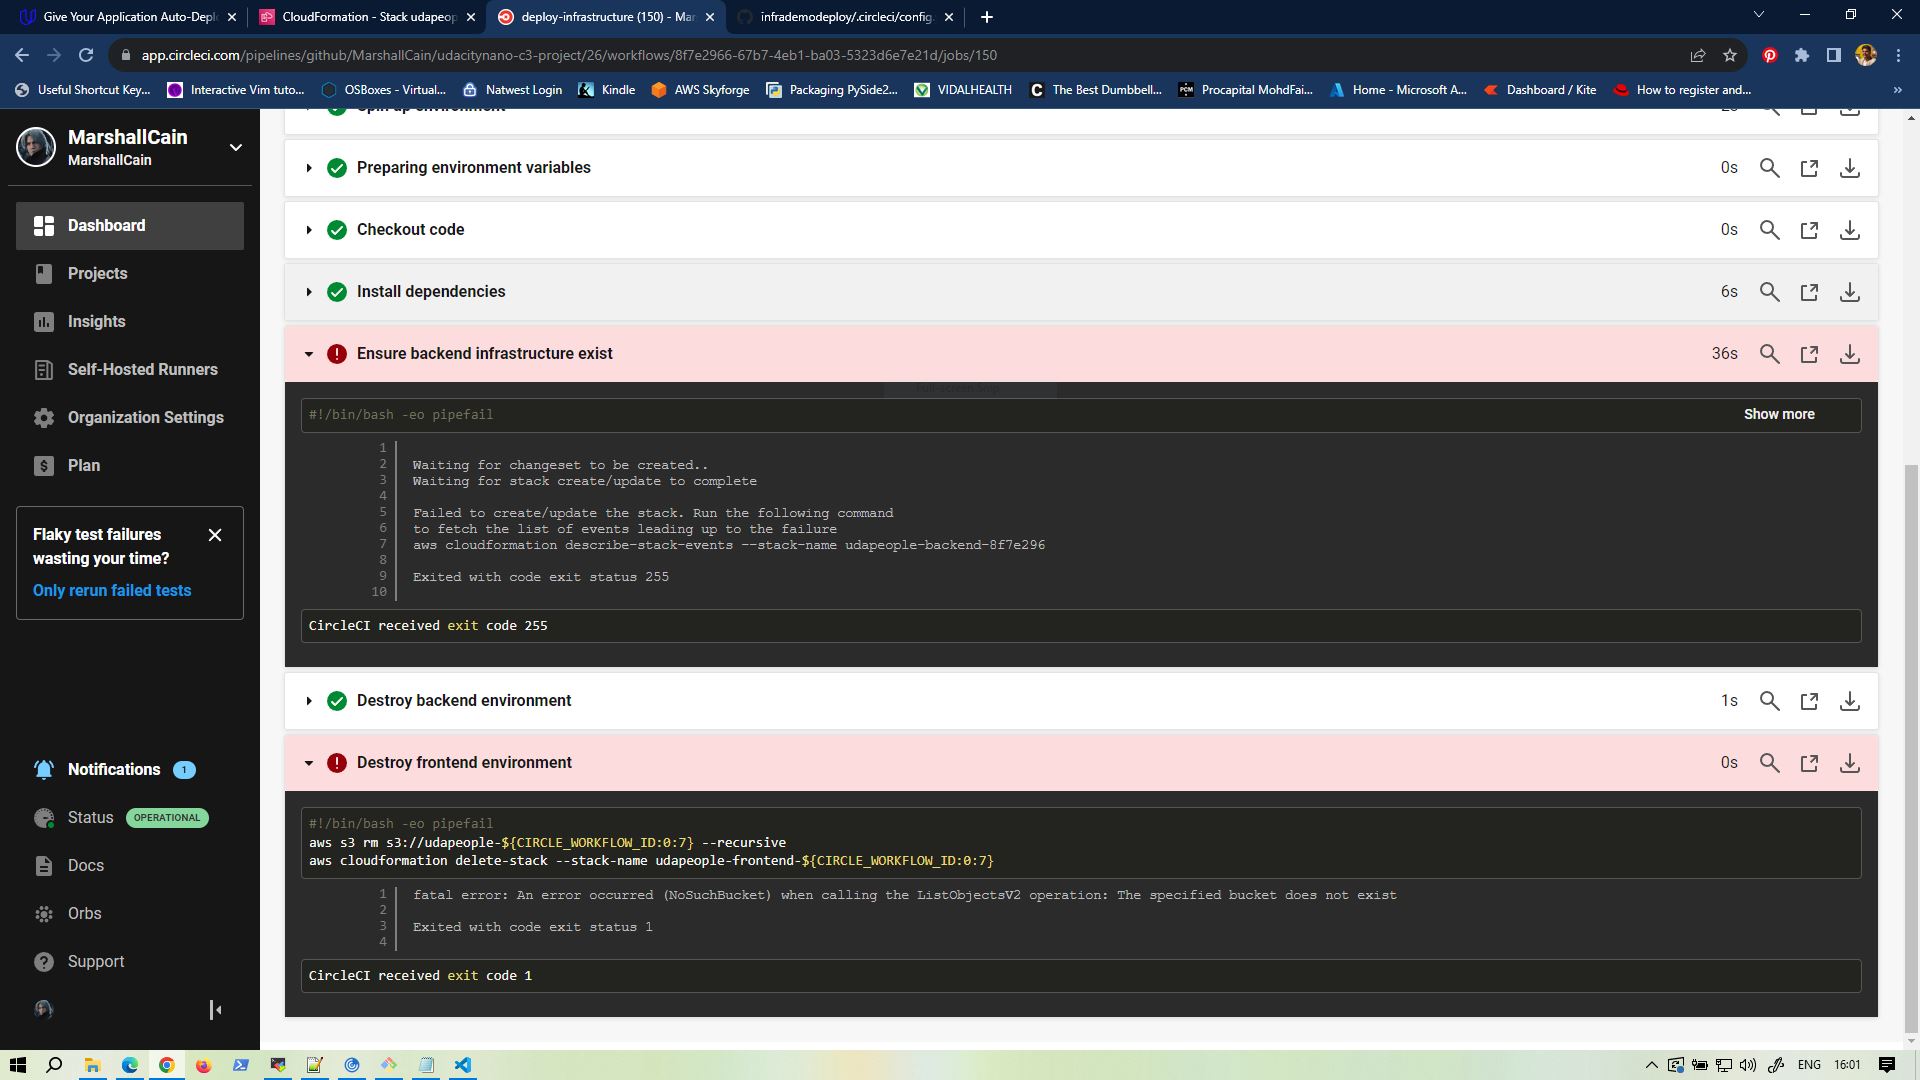 Give Your Application Auto-Depl
CloudFormation - Stack udapeop
deploy-infrastructure (150) - Mar
infrademodeploy/.circleci/config.
app.circleci.com/pipelines/github/MarshallCain/udacitynano-c3-project/26/workflows/8f7e2966-67b7-4eb1-ba03-5323d6e7e21d/jobs/150
Useful Shortcut Key...
Interactive Vim tuto...
OSBoxes - Virtual...
Natwest Login
Kindle
AWS Skyforge
Packaging PySide2...
VIDALHEALTH
The Best Dumbbell...
Procapital MohdFai...
Home - Microsoft A...
Dashboard / Kite
How to register and...
MarshallCain
MarshallCain
Dashboard
Projects
Insights
Self-Hosted Runners
Organization Settings
Plan
Flaky test failures
wasting your time?
Only rerun failed tests
Notifications 1
Status OPERATIONAL
Docs
Orbs
Support
Spin up environment 2s
Preparing environment variables 0s
Checkout code 0s
Install dependencies 6s
Ensure backend infrastructure exist 36s
#!/bin/bash -eo pipefail Show more
1
2 Waiting for changeset to be created..
3 Waiting for stack create/update to complete
4
5 Failed to create/update the stack. Run the following command
6 to fetch the list of events leading up to the failure
7 aws cloudformation describe-stack-events --stack-name udapeople-backend-8f7e296
8
9 Exited with code exit status 255
10
CircleCI received exit code 255
Destroy backend environment 1s
Destroy frontend environment 0s
#!/bin/bash -eo pipefail
aws s3 rm s3://udapeople-${CIRCLE_WORKFLOW_ID:0:7} --recursive
aws cloudformation delete-stack --stack-name udapeople-frontend-${CIRCLE_WORKFLOW_ID:0:7}
1 fatal error: An error occurred (NoSuchBucket) when calling the ListObjectsV2 operation: The specified bucket does not exist
2
3 Exited with code exit status 1
4
CircleCI received exit code 1
ENG 16:01